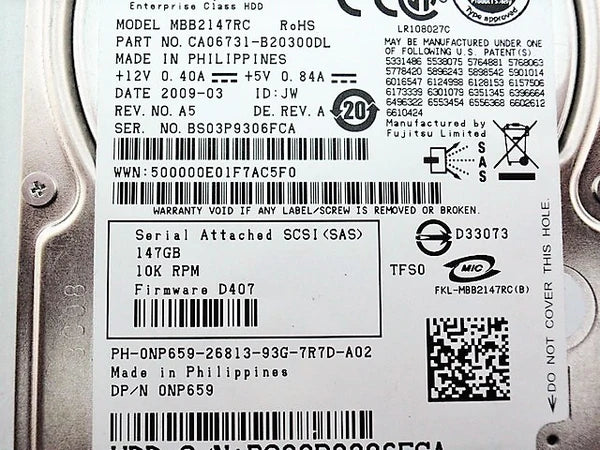 Enterprise Class HDD
MODEL MBB2147RC RoHS
PART NO. CA06731-B20300DL
MADE IN PHILIPPINES
+12V 0.40A +5V 0.84A
DATE 2009-03 ID:JW
REV. NO. A5 DE. REV. A
20
SER. NO. BS03P9306FCA
Type approved
LR108027C
MAY BE MANUFACTURED UNDER ONE
OF FOLLOWING U.S. PATENT(S)
5331486 5538075 5764881 5768063
5778420 5896243 5898542 5901014
6016547 6124998 6128153 6157506
6173339 6301079 6351345 6396664
6496322 6553454 6556368 6602612
6610424
Manufactured by
Fujitsu Limited
SAS
WWN:500000E01F7AC5F0
WARRANTY VOID IF ANY LABEL/SCREW IS REMOVED OR BROKEN.
Serial Attached SCSI(SAS)
147GB
10K RPM
Firmware D407
D33073
TFS0
MIC
FKL-MBB2147RC(B)
DO NOT COVER THIS HOLE.
PH-0NP659-26813-93G-7R7D-A02
Made in Philippines
DP/N 0NP659
HDD S/N:BS03P9306FCA